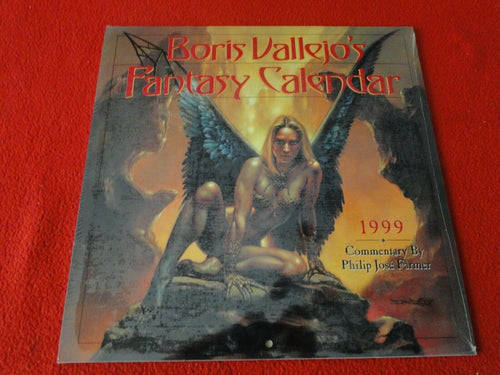 Boris Vallejo's
Fantasy Calendar
1999
Commentary By
Philip José Farmer